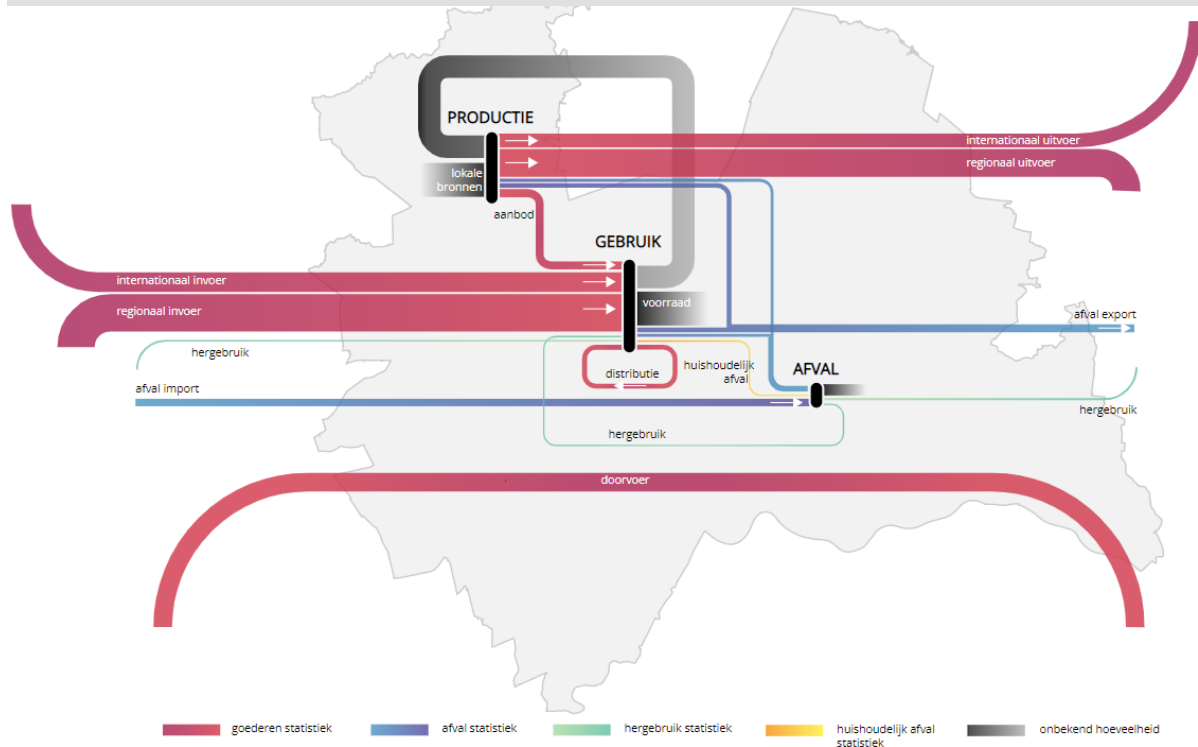 PRODUCTIE
internationaal uitvoer
regionaal uitvoer
lokale
bronnen
aanbod
GEBRUIK
internationaal invoer
voorraad
regionaal invoer
afval export
hergebruik
huishoudelijk
afval
distributie
AFVAL
afval import
hergebruik
hergebruik
doorvoer
goederen statistiek
afval statistiek
hergebruik statistiek
huishoudelijk afval
statistiek
onbekend hoeveelheid